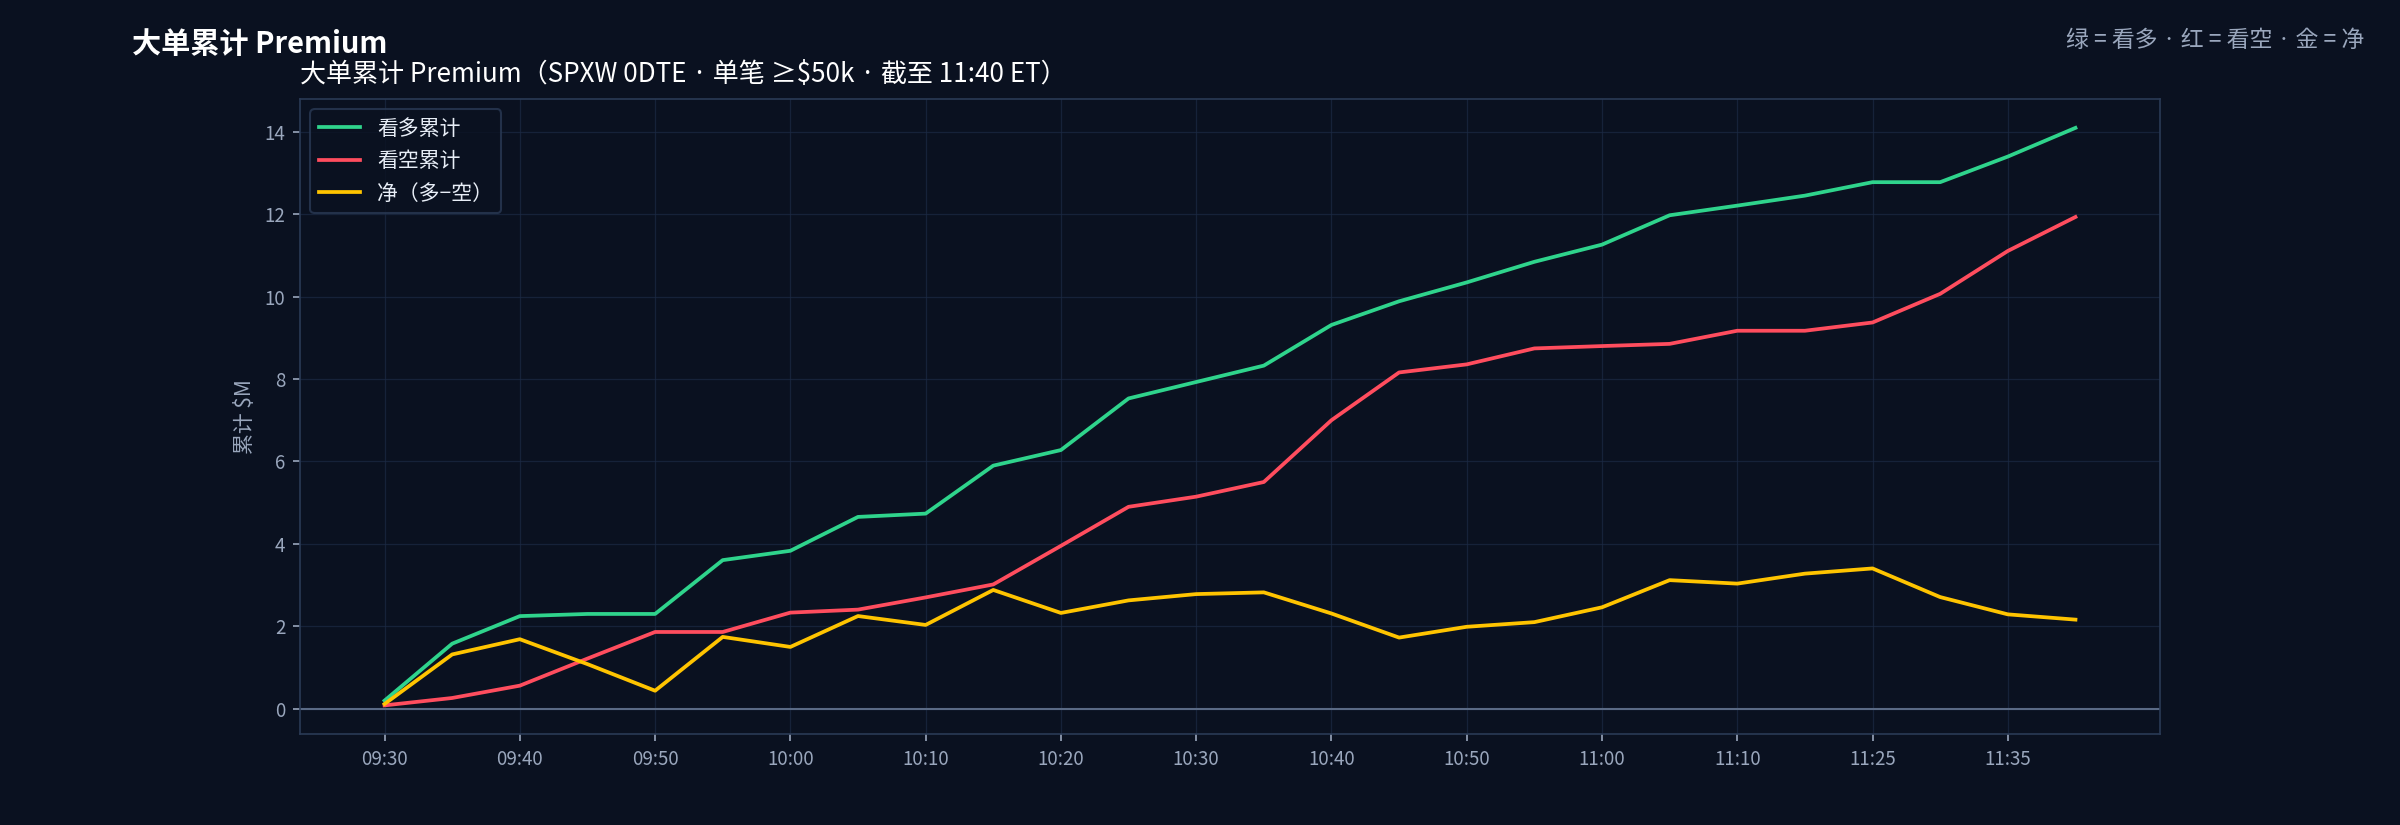 大单累计 Premium
绿 = 看多 · 红 = 看空 · 金 = 净
大单累计 Premium（SPXW 0DTE · 单笔 ≥$50k · 截至 11:40 ET）
看多累计
看空累计
净（多−空）
累计 $M
14
12
10
8
6
4
2
0
09:30 09:40 09:50 10:00 10:10 10:20 10:30 10:40 10:50 11:00 11:10 11:25 11:35